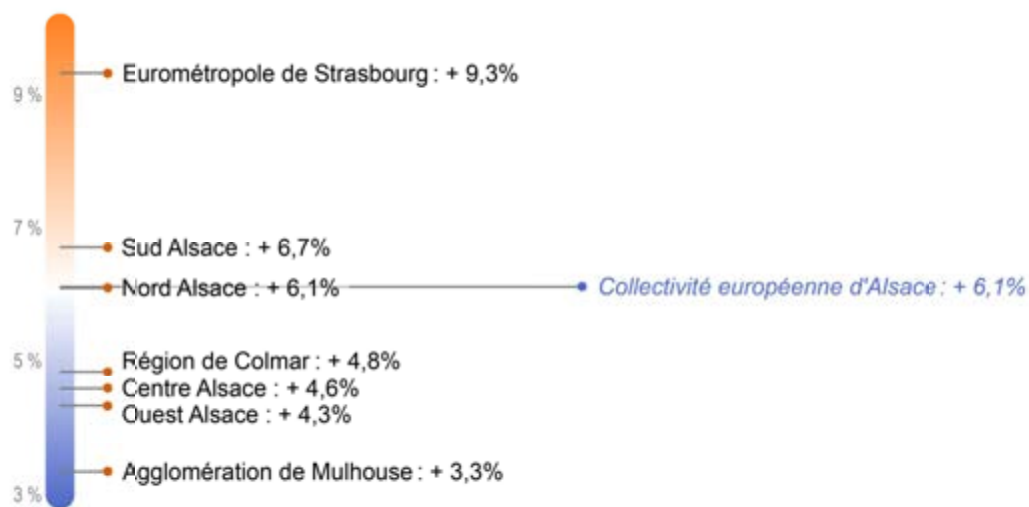 Eurométropole de Strasbourg : + 9,3%
9 %
7 %
Sud Alsace : + 6,7%
Nord Alsace : + 6,1%
Collectivité européenne d'Alsace : + 6,1%
5 %
Région de Colmar : + 4,8%
Centre Alsace : + 4,6%
Ouest Alsace : + 4,3%
Agglomération de Mulhouse : + 3,3%
3 %